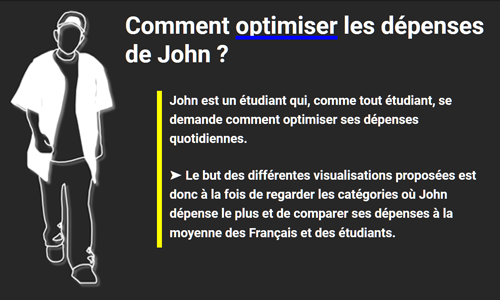 Comment optimiser les dépenses
de John ?
John est un étudiant qui, comme tout étudiant, se
demande comment optimiser ses dépenses
quotidiennes.
➤ Le but des différentes visualisations proposées est
donc à la fois de regarder les catégories où John
dépense le plus et de comparer ses dépenses à la
moyenne des Français et des étudiants.